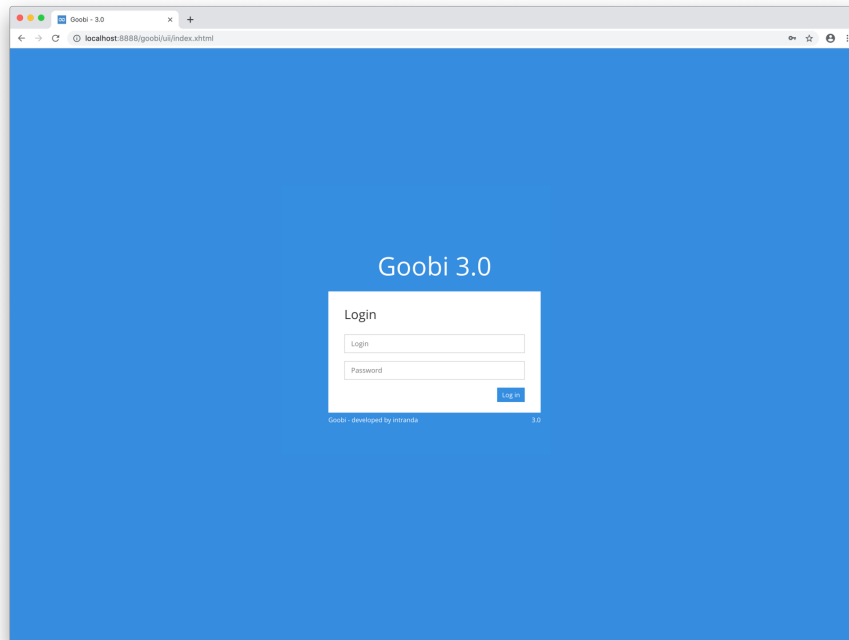 Goobi - 3.0
localhost:8888/goobi/uii/index.xhtml
Goobi 3.0
Login
Login
Password
Log in
Goobi - developed by intranda 3.0